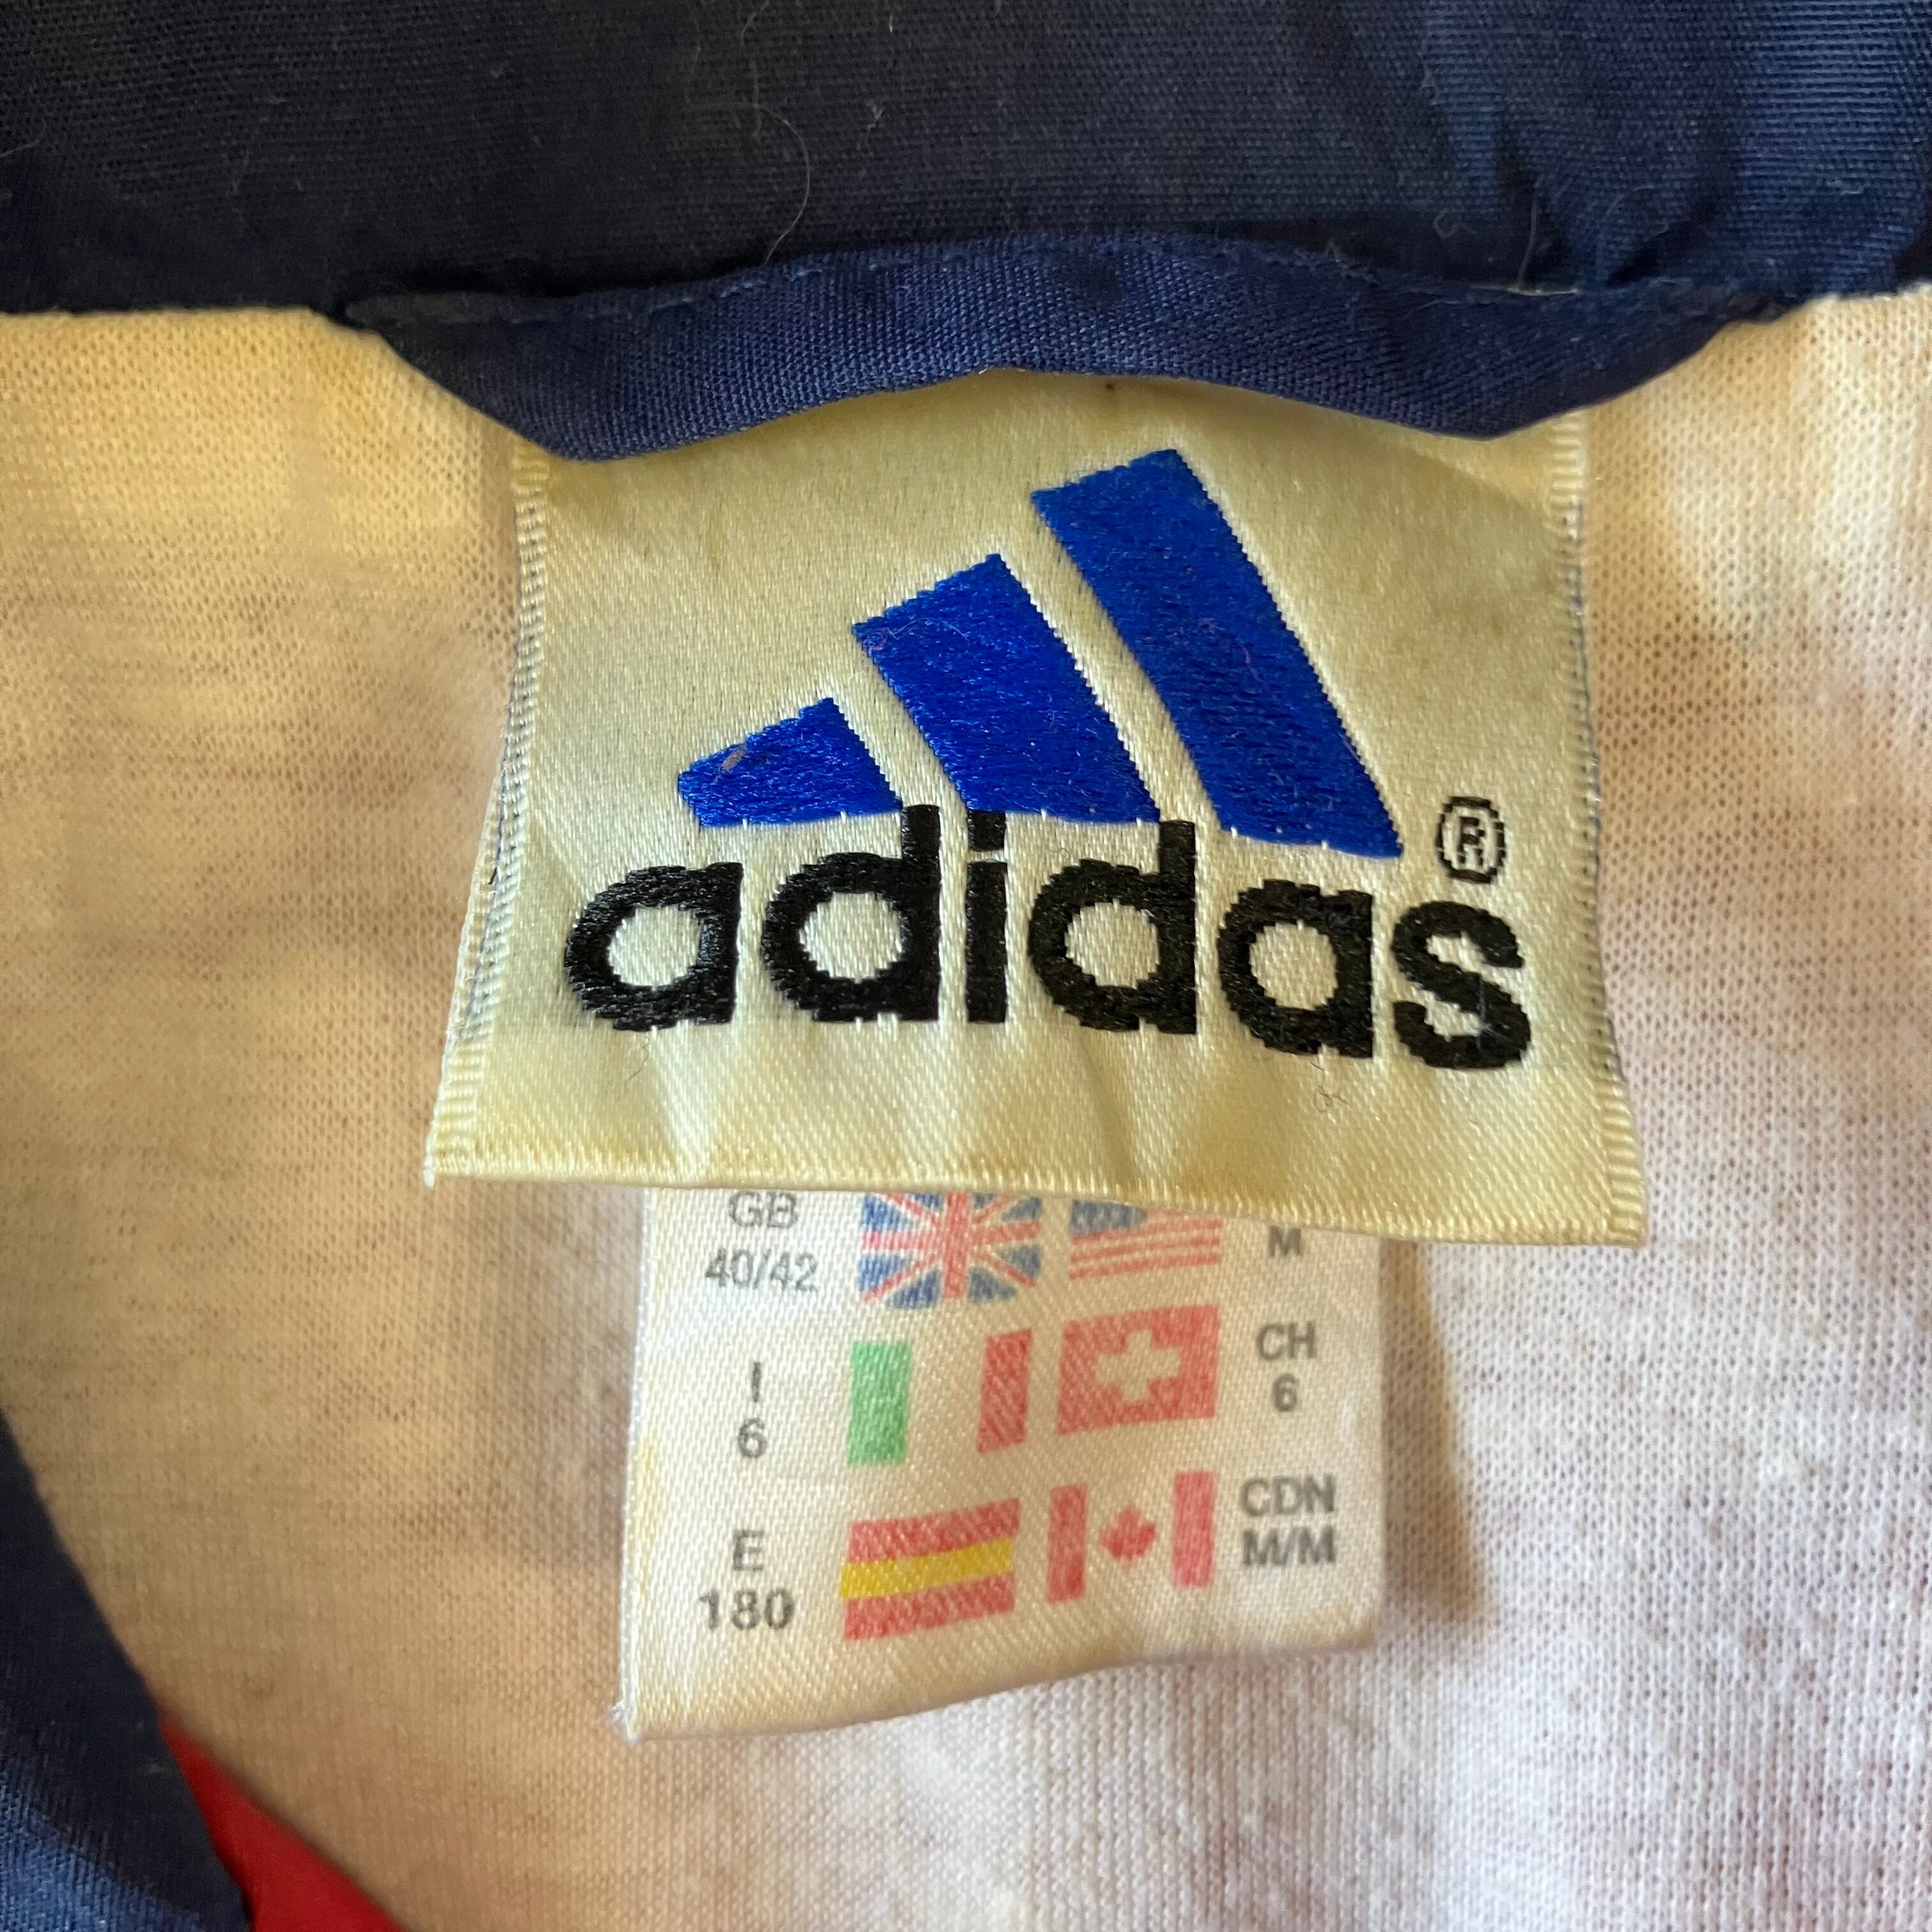 adidas®
GB M
40/42
I CH
6 6
E CDN
180 M/M